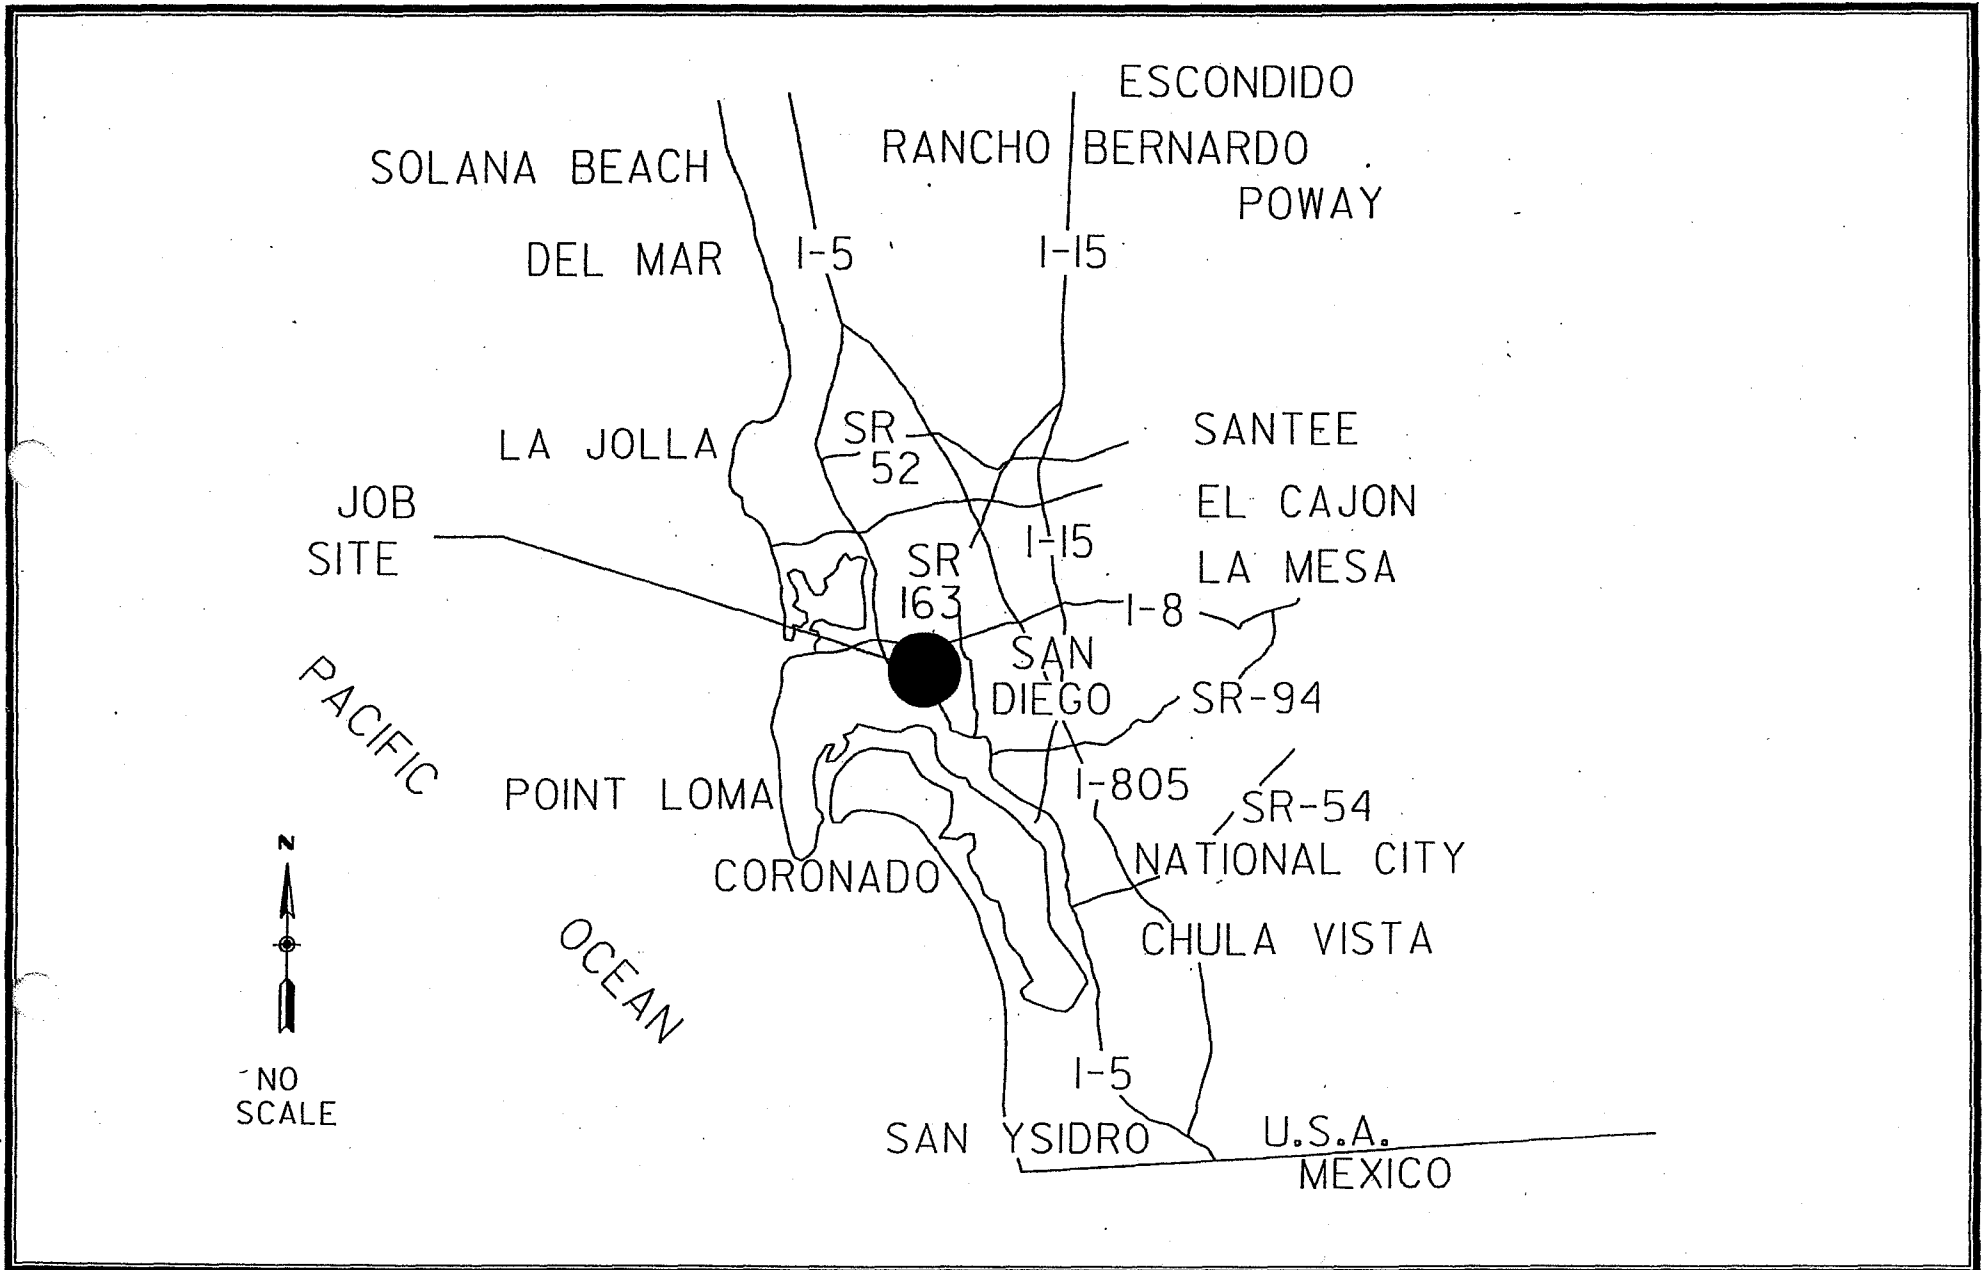 ESCONDIDO
RANCHO BERNARDO
SOLANA BEACH
POWAY
DEL MAR
I-5
I-15
SR
52
SANTEE
LA JOLLA
JOB
SITE
EL CAJON
I-15
SR
163
LA MESA
I-8
SAN
DIEGO
SR-94
PACIFIC
POINT LOMA
I-805
SR-54
N
CORONADO
NATIONAL CITY
OCEAN
CHULA VISTA
NO
SCALE
I-5
SAN YSIDRO
U.S.A.
MEXICO